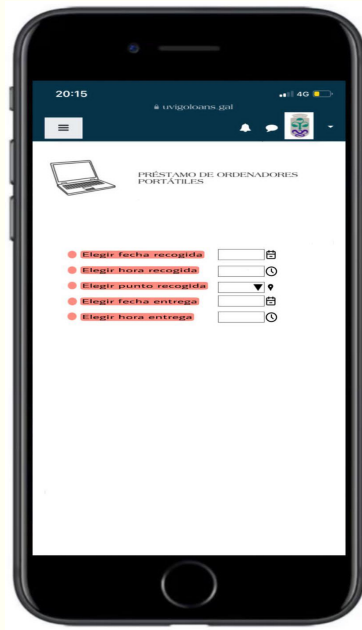 20:15
4G
uvigoloans.gal
PRÉSTAMO DE ORDENADORES
PORTÁTILES
Elegir fecha recogida
Elegir hora recogida
Elegir punto recogida
Elegir fecha entrega
Elegir hora entrega